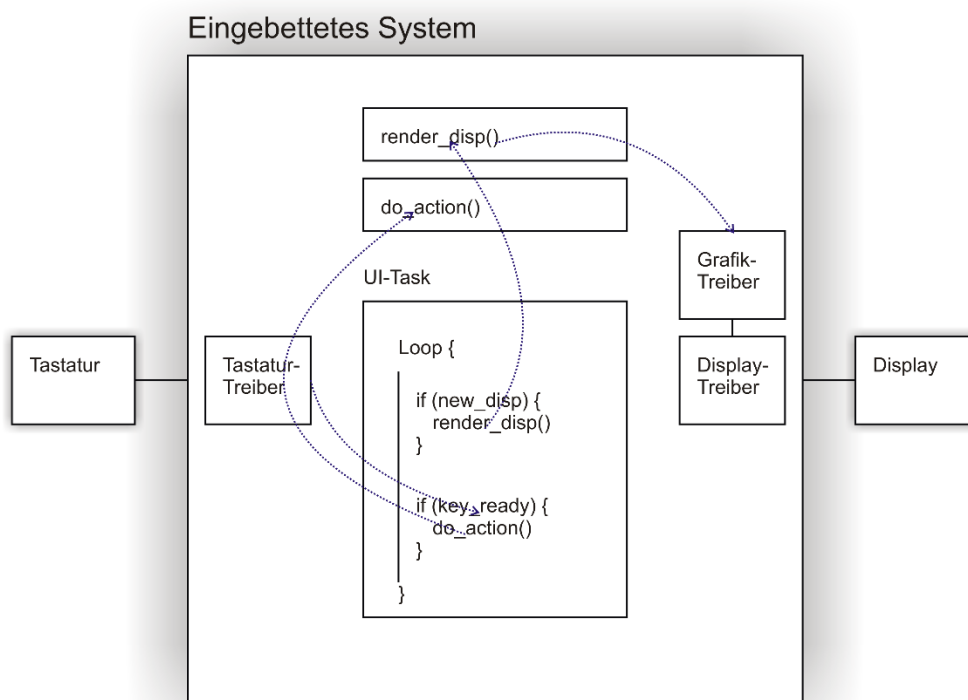 Eingebettetes System
render_disp()
do_action()
UI-Task
Grafik-
Treiber
Tastatur
Tastatur-
Treiber
Loop {
if (new_disp) {
render_disp()
}
if (key_ready) {
do_action()
}
}
Display-
Treiber
Display